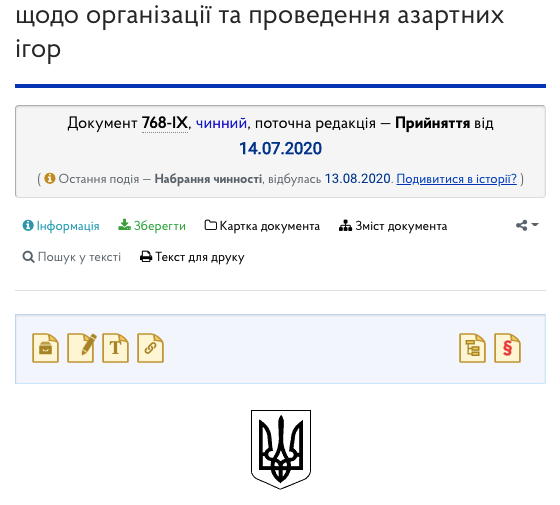 щодо організації та проведення азартних
ігор
Документ 768-IX, чинний, поточна редакція — Прийняття від
14.07.2020
( Остання подія — Набрання чинності, відбулась 13.08.2020. Подивитися в історії? )
Інформація Зберегти Картка документа Зміст документа
Пошук у тексті Текст для друку
T §